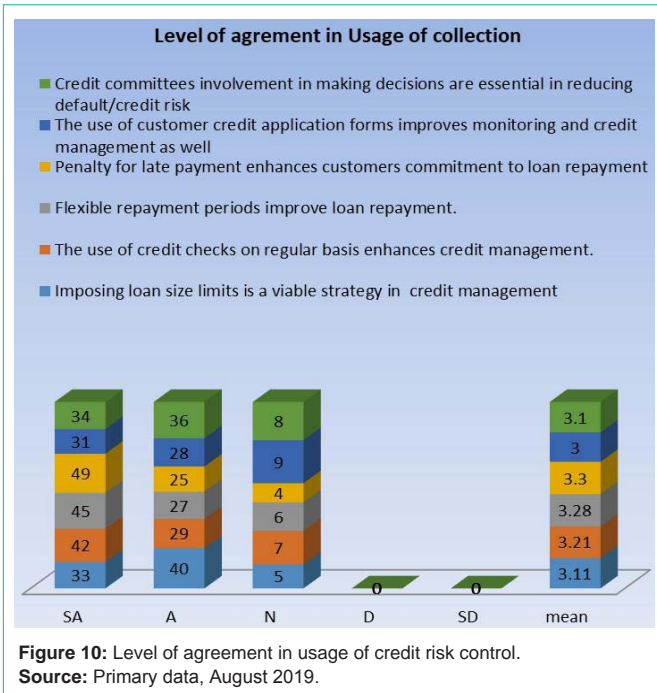 Level of agrement in Usage of collection
Credit committees involvement in making decisions are essential in reducing
default/credit risk
The use of customer credit application forms improves monitoring and credit
management as well
Penalty for late payment enhances customers commitment to loan repayment
Flexible repayment periods improve loan repayment.
The use of credit checks on regular basis enhances credit management.
Imposing loan size limits is a viable strategy in credit management
34 36 8 3.1
31 28 9 3
49 25 4 3.3
45 27 6 3.28
42 29 7 3.21
33 40 5 0 0 3.11
SA A N D SD mean
Figure 10: Level of agreement in usage of credit risk control.
Source: Primary data, August 2019.